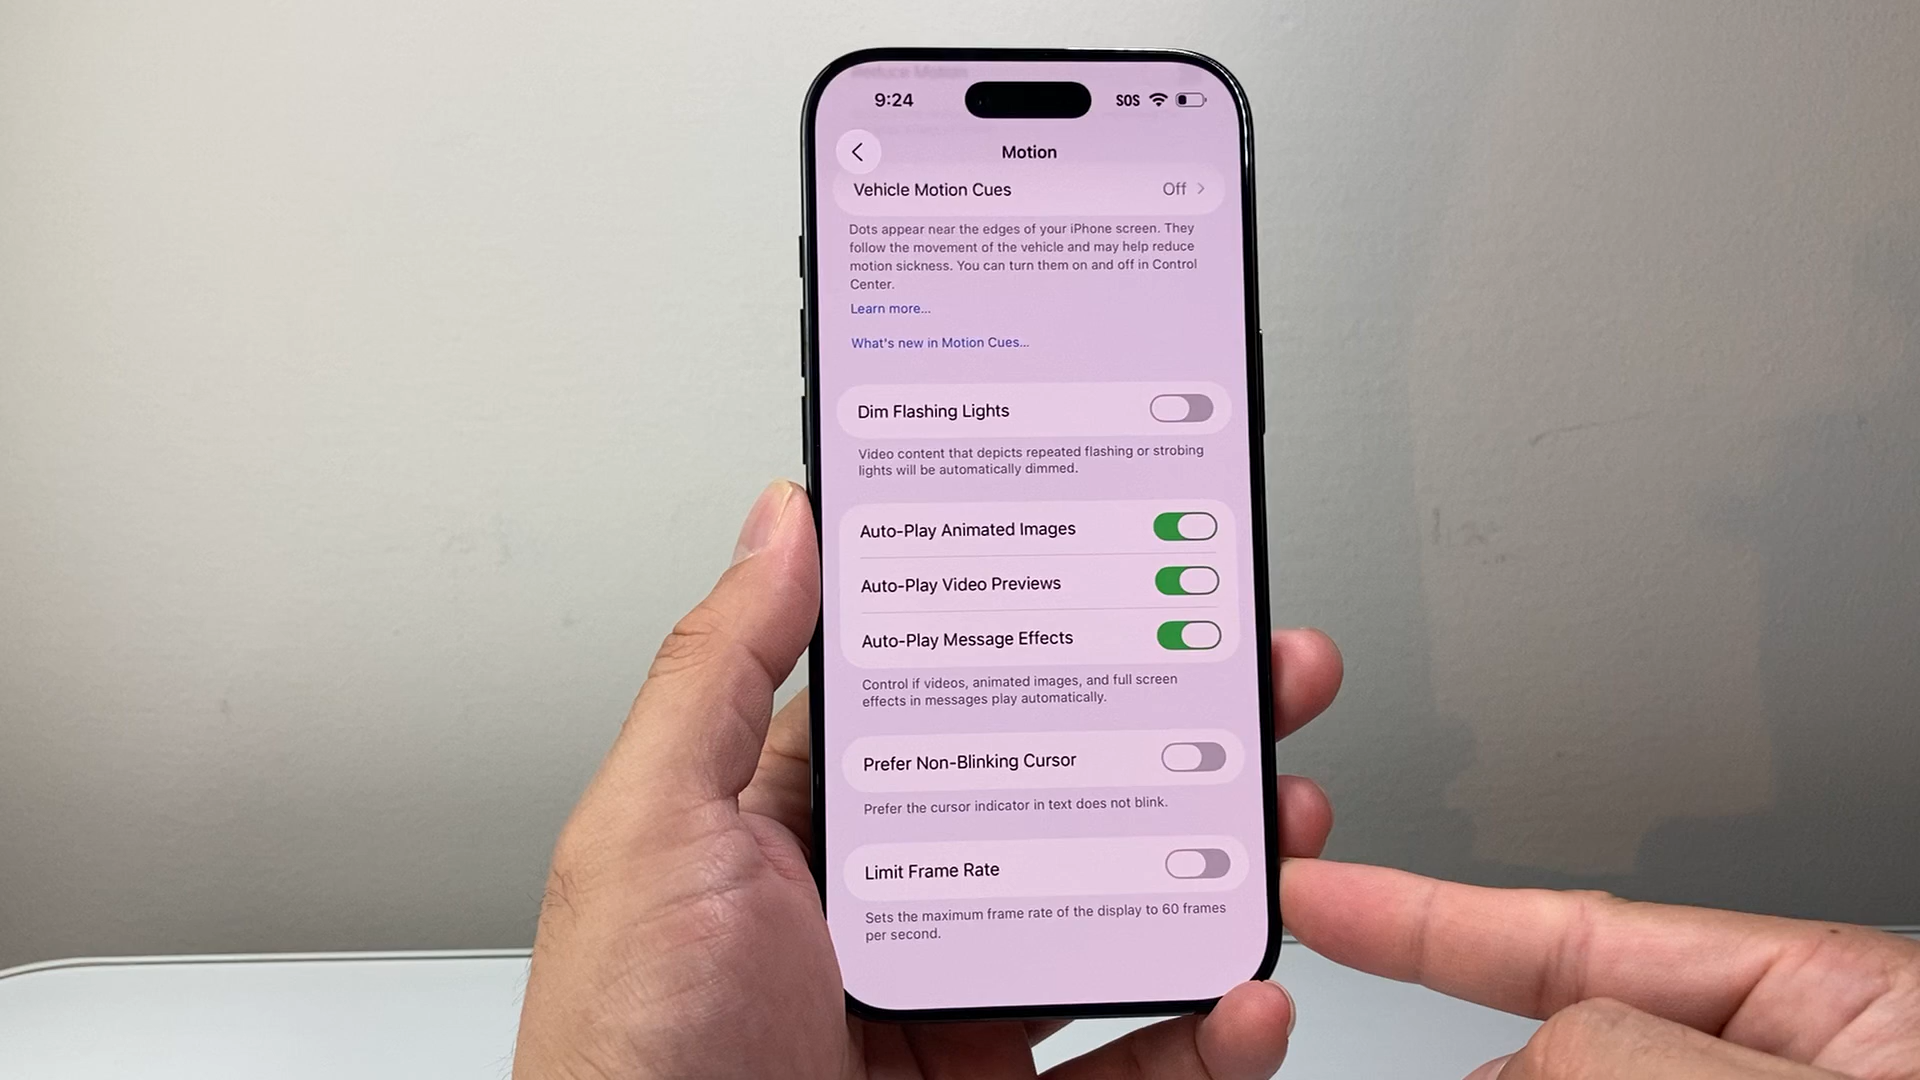 9:24 SOS
Motion
Vehicle Motion Cues Off
Dots appear near the edges of your iPhone screen. They
follow the movement of the vehicle and may help reduce
motion sickness. You can turn them on and off in Control
Center.
Learn more...
What's new in Motion Cues...
Dim Flashing Lights
Video content that depicts repeated flashing or strobing
lights will be automatically dimmed.
Auto-Play Animated Images
Auto-Play Video Previews
Auto-Play Message Effects
Control if videos, animated images, and full screen
effects in messages play automatically.
Prefer Non-Blinking Cursor
Prefer the cursor indicator in text does not blink.
Limit Frame Rate
Sets the maximum frame rate of the display to 60 frames
per second.